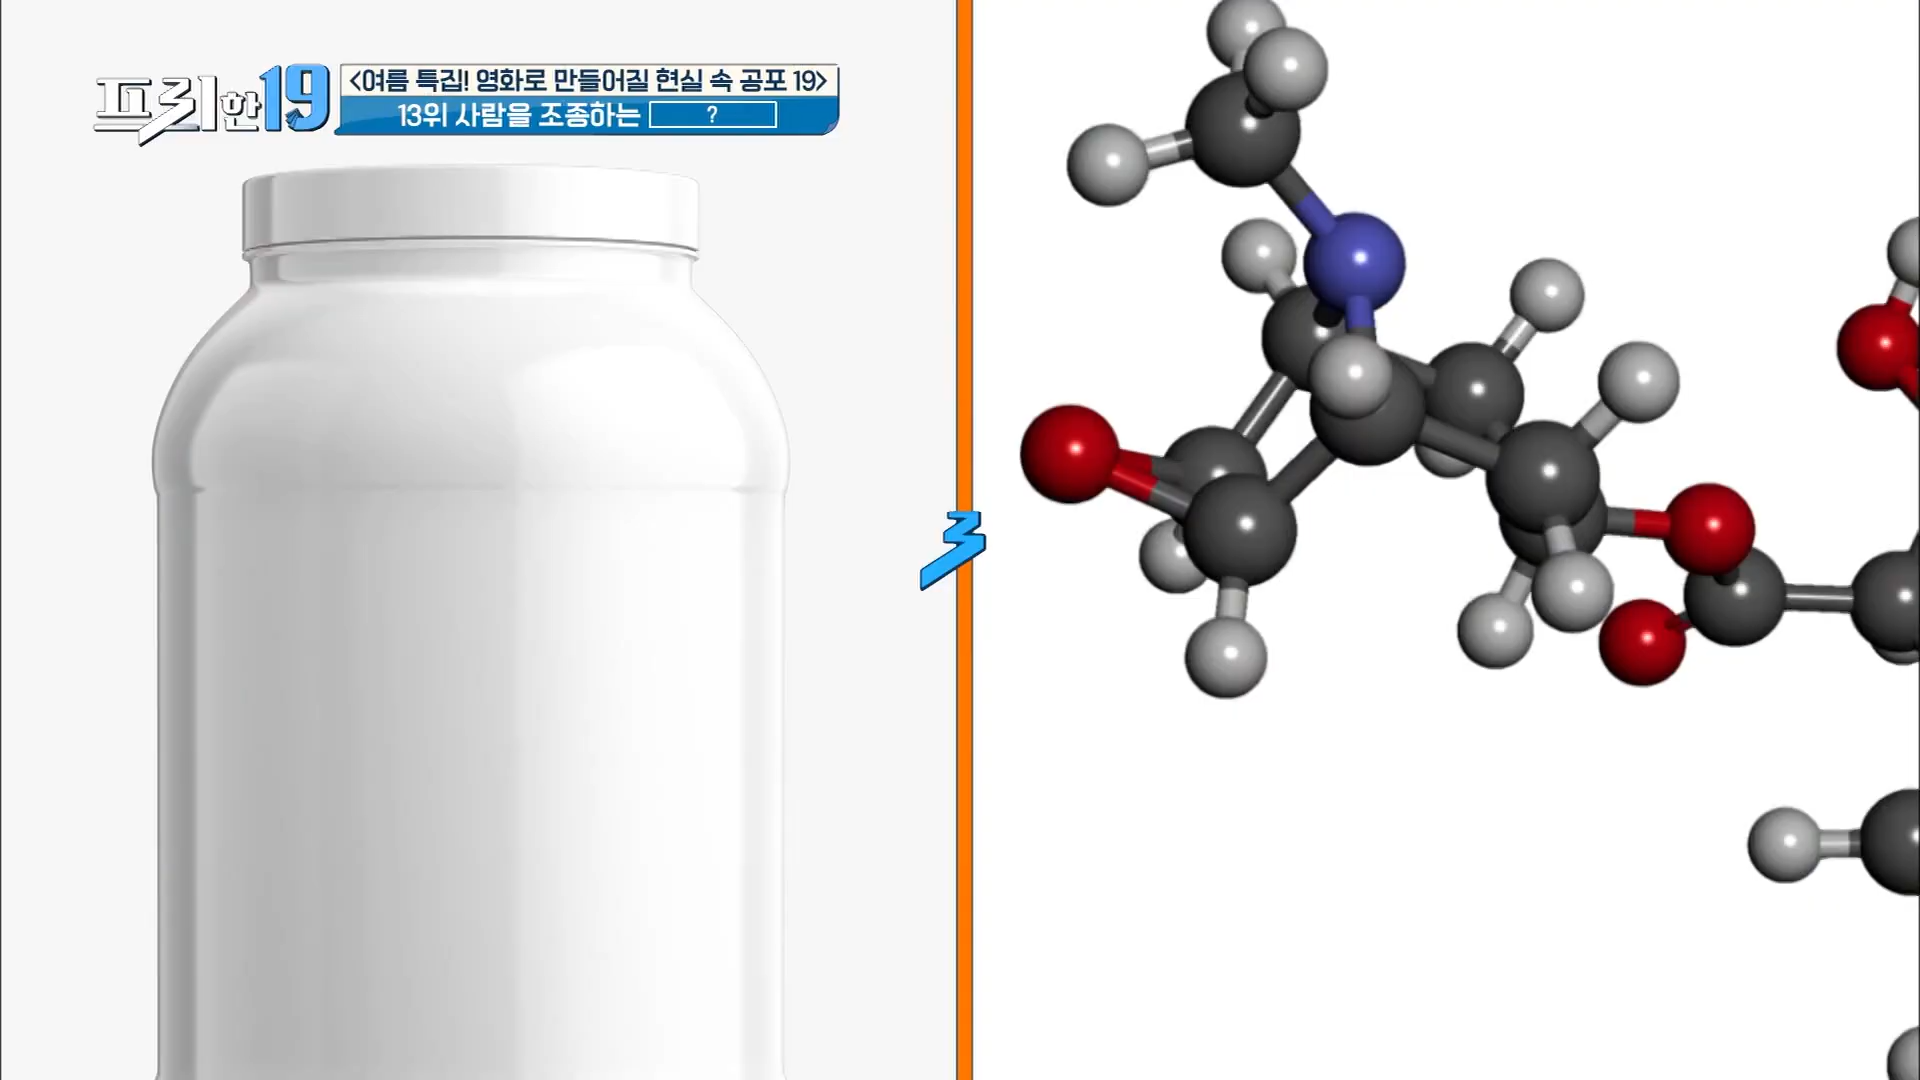 프리한19
<여름 특집! 영화로 만들어질 현실 속 공포 19>
13위 사람을 조종하는 ?